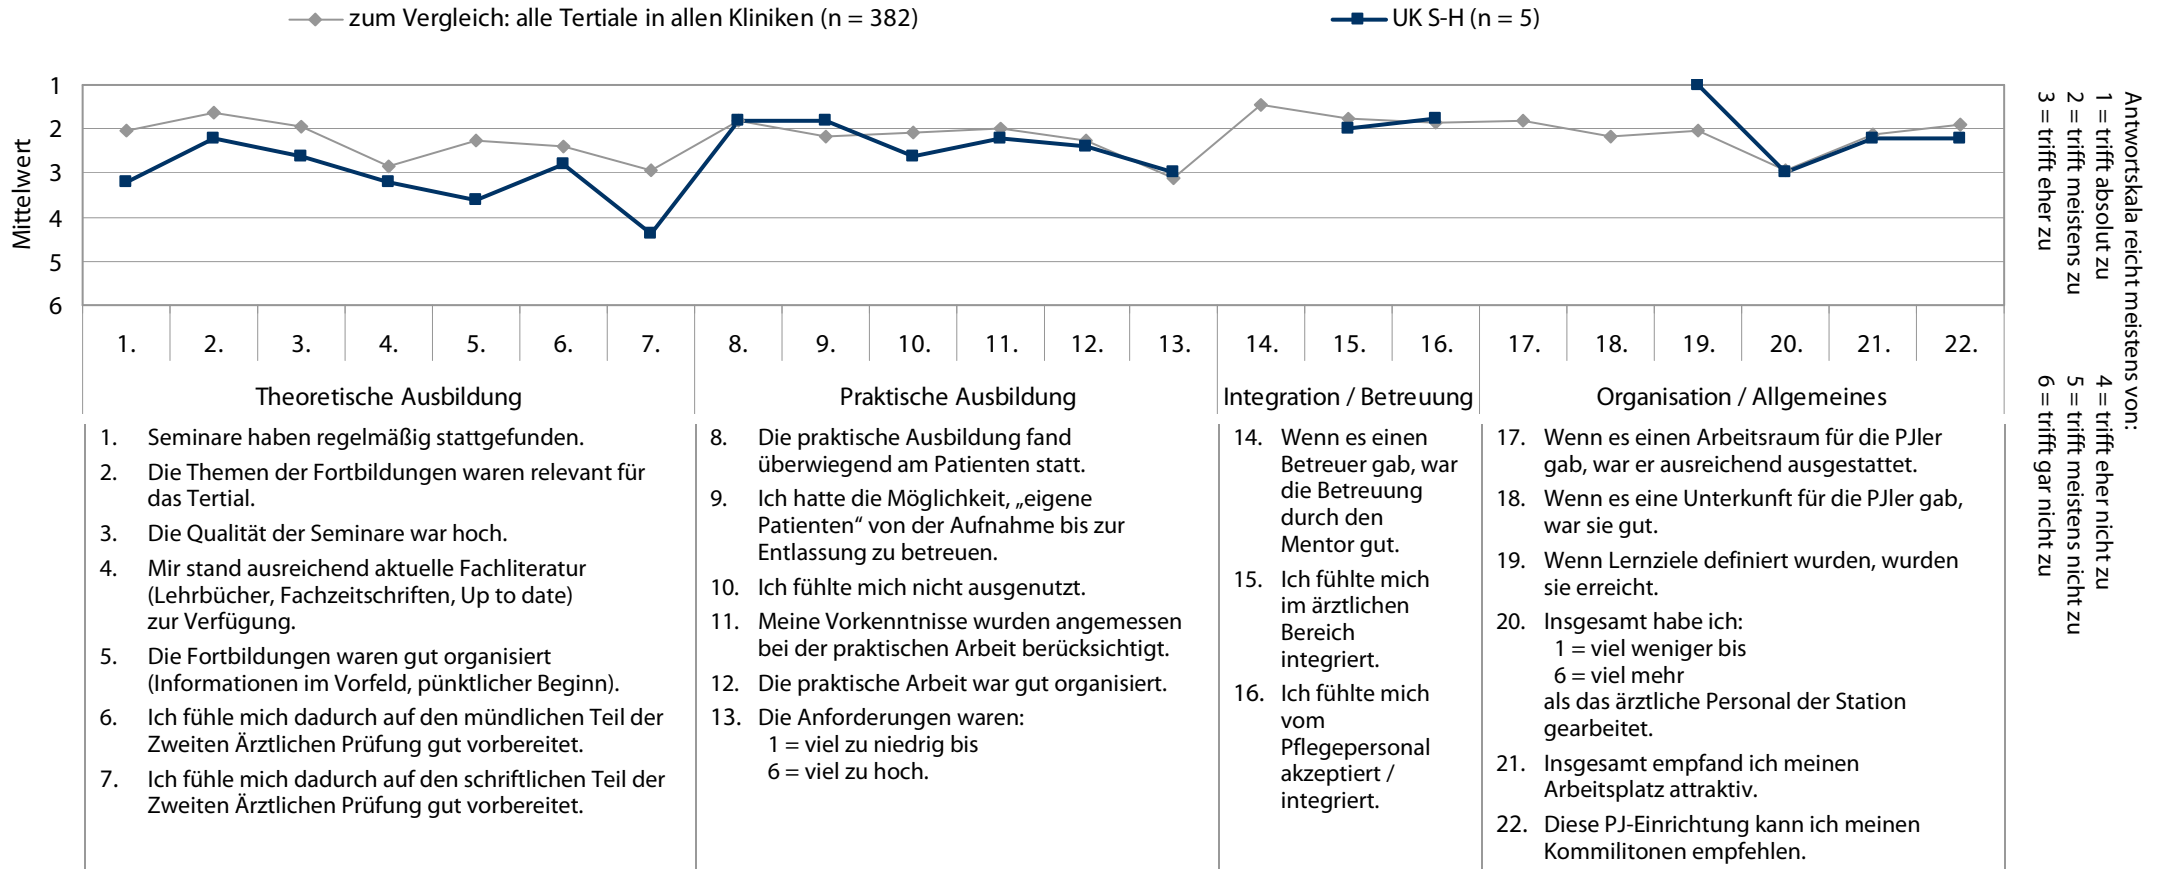 zum Vergleich: alle Tertiale in allen Kliniken (n = 382)
UK S-H (n = 5)
Mittelwert
1
2
3
4
5
6
1.
2.
3.
4.
5.
6.
7.
8.
9.
10.
11.
12.
13.
14.
15.
16.
17.
18.
19.
20.
21.
22.
Theoretische Ausbildung
Praktische Ausbildung
Integration / Betreuung
Organisation / Allgemeines
1. Seminare haben regelmäßig stattgefunden.
2. Die Themen der Fortbildungen waren relevant für
das Tertial.
3. Die Qualität der Seminare war hoch.
4. Mir stand ausreichend aktuelle Fachliteratur
(Lehrbücher, Fachzeitschriften, Up to date)
zur Verfügung.
5. Die Fortbildungen waren gut organisiert
(Informationen im Vorfeld, pünktlicher Beginn).
6. Ich fühle mich dadurch auf den mündlichen Teil der
Zweiten Ärztlichen Prüfung gut vorbereitet.
7. Ich fühle mich dadurch auf den schriftlichen Teil der
Zweiten Ärztlichen Prüfung gut vorbereitet.
8. Die praktische Ausbildung fand
überwiegend am Patienten statt.
9. Ich hatte die Möglichkeit, „eigene
Patienten“ von der Aufnahme bis zur
Entlassung zu betreuen.
10. Ich fühlte mich nicht ausgenutzt.
11. Meine Vorkenntnisse wurden angemessen
bei der praktischen Arbeit berücksichtigt.
12. Die praktische Arbeit war gut organisiert.
13. Die Anforderungen waren:
1 = viel zu niedrig bis
6 = viel zu hoch.
14. Wenn es einen
Betreuer gab, war
die Betreuung
durch den
Mentor gut.
15. Ich fühlte mich
im ärztlichen
Bereich
integriert.
16. Ich fühlte mich
vom
Pflegepersonal
akzeptiert /
integriert.
17. Wenn es einen Arbeitsraum für die PJler
gab, war er ausreichend ausgestattet.
18. Wenn es eine Unterkunft für die PJler gab,
war sie gut.
19. Wenn Lernziele definiert wurden, wurden
sie erreicht.
20. Insgesamt habe ich:
1 = viel weniger bis
6 = viel mehr
als das ärztliche Personal der Station
gearbeitet.
21. Insgesamt empfand ich meinen
Arbeitsplatz attraktiv.
22. Diese PJ-Einrichtung kann ich meinen
Kommilitonen empfehlen.
Antwortskala reicht meistens von:
1 = trifft absolut zu
2 = trifft meistens zu
3 = trifft eher zu
4 = trifft eher nicht zu
5 = trifft meistens nicht zu
6 = trifft gar nicht zu